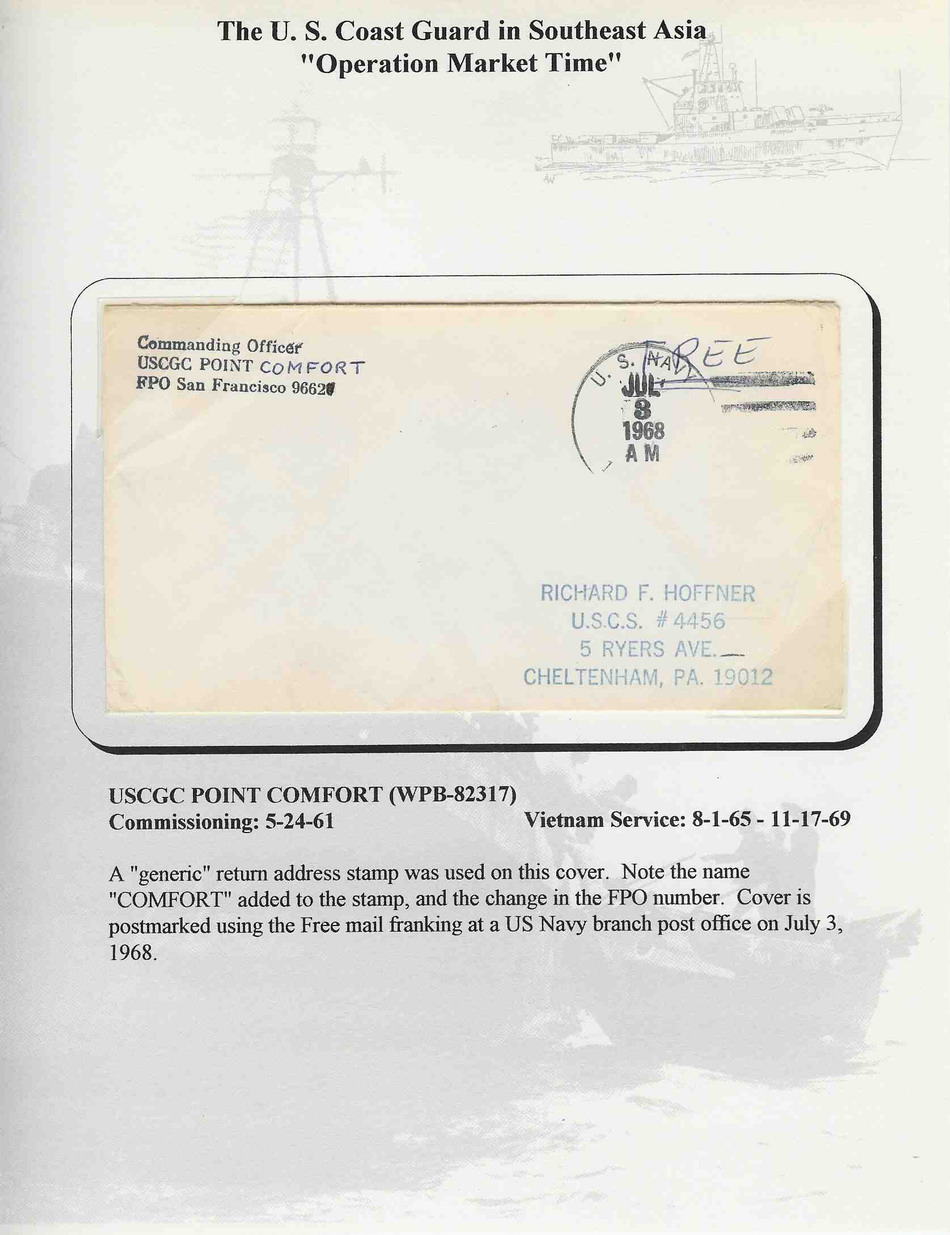 The U. S. Coast Guard in Southeast Asia
"Operation Market Time"
Commanding Officer
USCGC POINT COMFORT
FPO San Francisco 9662
FREE
U. S. NAVY
JUL
3
1968
AM
RICHARD F. HOFFNER
U.S.C.S. #4456
5 RYERS AVE.
CHELTENHAM, PA. 19012
USCGC POINT COMFORT (WPB-82317)
Commissioning: 5-24-61
Vietnam Service: 8-1-65 - 11-17-69
A "generic" return address stamp was used on this cover.  Note the name
"COMFORT" added to the stamp, and the change in the FPO number.  Cover is
postmarked using the Free mail franking at a US Navy branch post office on July 3,
1968.